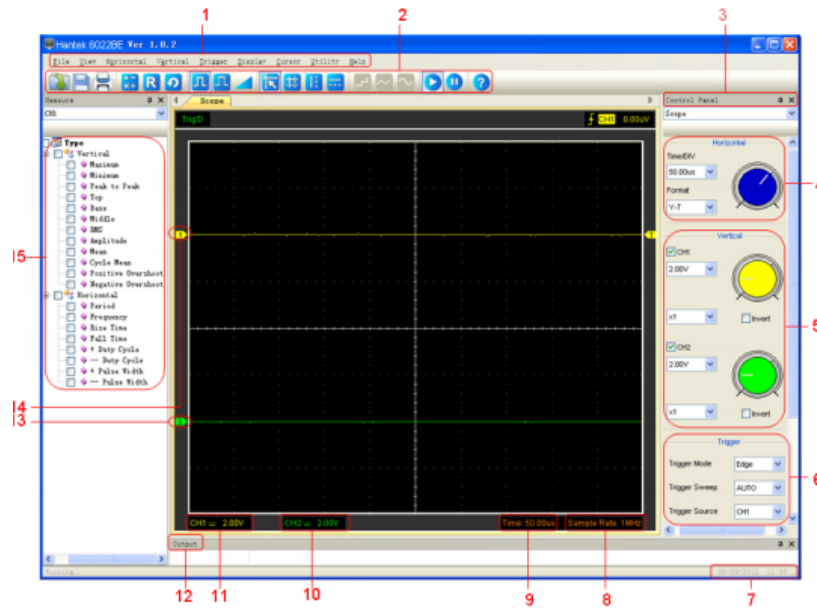 1
2
3
Hantek 6022BE Ver 1.0.2
File View Horizontal Vertical Trigger Display Cursor Utility Help
Measure
Scope
Control Panel
CH1
Scope
Trig'D
CH1 0.00uV
Type
Vertical
Maximum
Minimum
Peak to Peak
Top
Base
Middle
RMS
Amplitude
Mean
Cycle Mean
Positive Overshoot
Negative Overshoot
Horizontal
Period
Frequency
Rise Time
Fall Time
+ Duty Cycle
-- Duty Cycle
+ Pulse Width
-- Pulse Width
15
14
13
1
T
2
Horizontal
Time/DIV
50.00us
Format
Y-T
4
Vertical
CH1
2.00V
x1
Invert
5
CH2
2.00V
x1
Invert
Trigger
Trigger Mode Edge
Trigger Sweep AUTO
Trigger Source CH1
6
CH1 2.00V
CH2 2.00V
Time: 50.00us
Sample Rate: 1MHz
Output
Running
12
11
10
9
8
7